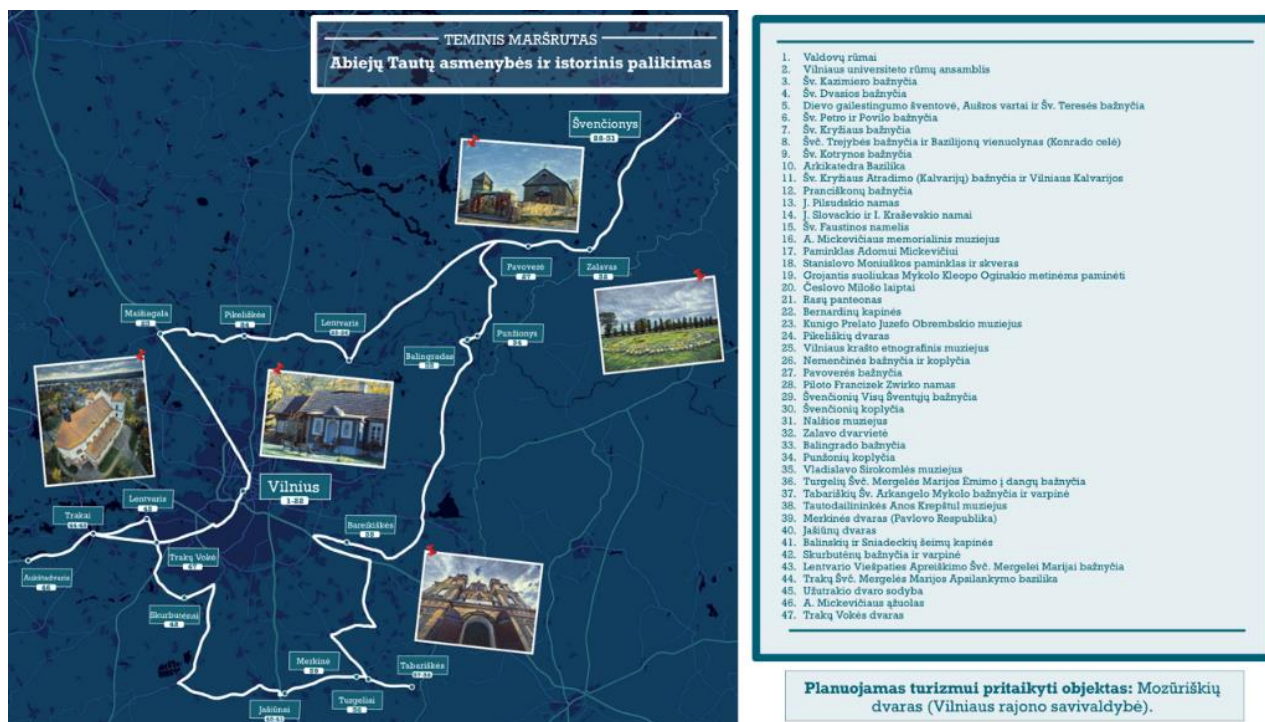 TEMINIS MARŠRUTAS
Abiejų Tautų asmenybės ir istorinis palikimas
Švenčionys
Pavoverė
27
Zalavas
Maišiagala
Pikeliškės
24
Lentvaris
Punžionys
34
Balingradas
Vilnius
Lentvaris
Trakai
Trakų Vokė
47
Aukštadvaris
46
Bareikiškės
Skurbutėnai
Merkinė
39
Tabariškės
Turgeliai
36
Jašiūnai
1. Valdovų rūmai
2. Vilniaus universiteto rūmų ansamblis
3. Šv. Kazimiero bažnyčia
4. Šv. Dvasios bažnyčia
5. Dievo gailestingumo šventovė, Aušros vartai ir Šv. Teresės bažnyčia
6. Šv. Petro ir Povilo bažnyčia
7. Šv. Kryžiaus bažnyčia
8. Švč. Trejybės bažnyčia ir Bazilijonų vienuolynas (Konrado celė)
9. Šv. Kotrynos bažnyčia
10. Arkikatedra Bazilika
11. Šv. Kryžiaus Atradimo (Kalvarijų) bažnyčia ir Vilniaus Kalvarijos
12. Pranciškonų bažnyčia
13. J. Pilsudskio namas
14. J. Slovackio ir I. Kraševskio namai
15. Šv. Faustinos namelis
16. A. Mickevičiaus memorialinis muziejus
17. Paminklas Adomui Mickevičiui
18. Stanislovo Moniuškos paminklas ir skveras
19. Grojantis suoliukas Mykolo Kleopo Oginskio metinėms paminėti
20. Česlovo Milošo laiptai
21. Rasų panteonas
22. Bernardinų kapinės
23. Kunigo Prelato Juzefo Obrembskio muziejus
24. Pikeliškių dvaras
25. Vilniaus krašto etnografinis muziejus
26. Nemenčinės bažnyčia ir koplyčia
27. Pavoverės bažnyčia
28. Piloto Francizek Zwirko namas
29. Švenčionių Visų Šventųjų bažnyčia
30. Švenčionių koplyčia
31. Nalšios muziejus
32. Zalavo dvarvietė
33. Balingrado bažnyčia
34. Punžonių koplyčia
35. Vladislavo Sirokomlės muziejus
36. Turgelių Švč. Mergelės Marijos Ėmimo į dangų bažnyčia
37. Tabariškių Šv. Arkangelo Mykolo bažnyčia ir varpinė
38. Tautodailininkės Anos Krepštul muziejus
39. Merkinės dvaras (Pavlovo Respublika)
40. Jašiūnų dvaras
41. Balinskių ir Sniadeckių šeimų kapinės
42. Skurbutėnų bažnyčia ir varpinė
43. Lentvario Viešpaties Apreiškimo Švč. Mergelei Marijai bažnyčia
44. Trakų Švč. Mergelės Marijos Apsilankymo bazilika
45. Užutrakio dvaro sodyba
46. A. Mickevičiaus ąžuolas
47. Trakų Vokės dvaras
Planuojamas turizmui pritaikyti objektas: Mozūriškių
dvaras (Vilniaus rajono savivaldybė).